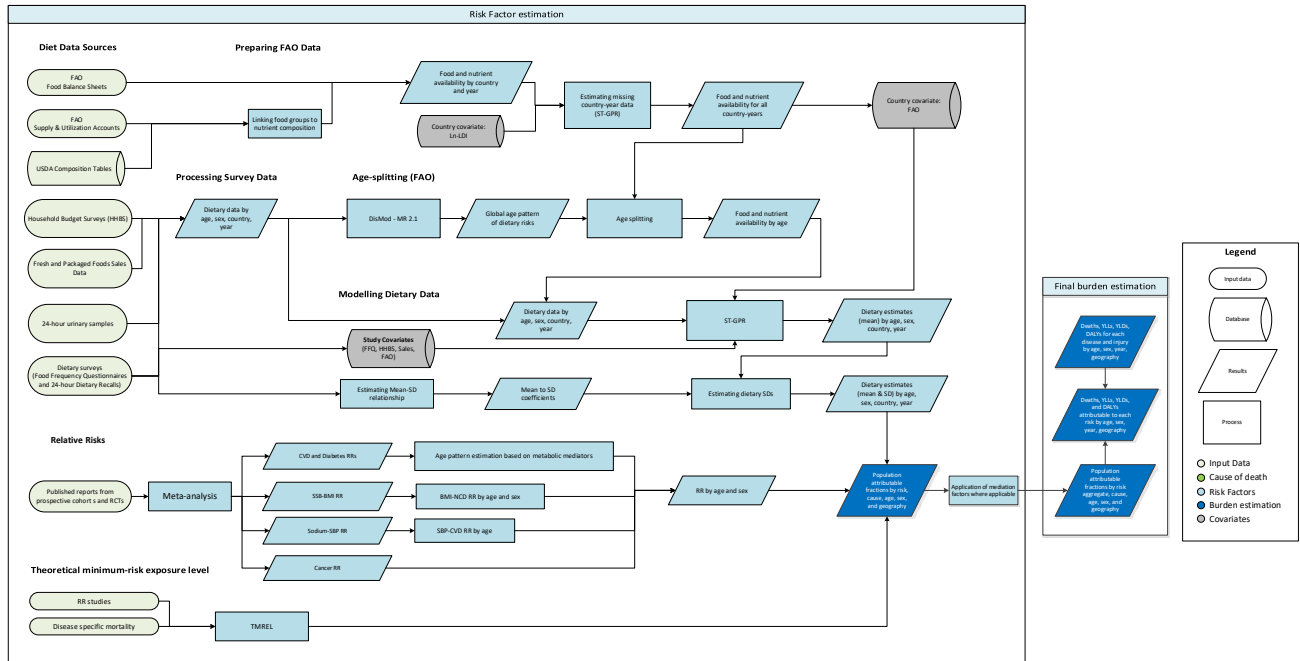 Risk Factor estimation
Diet Data Sources
Preparing FAO Data
FAO
Food Balance Sheets
Food and nutrient
availability by country
and year
Estimating missing
country-year data
(ST-GPR)
Food and nutrient
availability for all
country-years
Country covariate:
FAO
FAO
Supply & Utilization Accounts
Linking food groups to
nutrient composition
Country covariate:
Ln-LDI
USDA Composition Tables
Processing Survey Data
Age-splitting (FAO)
Household Budget Surveys (HHBS)
Dietary data by
age, sex, country,
year
DisMod - MR 2.1
Global age pattern
of dietary risks
Age splitting
Food and nutrient
availability by age
Fresh and Packaged Foods Sales
Data
Modelling Dietary Data
24-hour urinary samples
Dietary data by
age, sex, country,
year
ST-GPR
Dietary estimates
(mean) by age, sex,
country, year
Study Covariates
(FFQ, HHBS, Sales,
FAO)
Dietary surveys
(Food Frequency Questionnaires
and 24-hour Dietary Recalls)
Estimating Mean-SD
relationship
Mean to SD
coefficients
Estimating dietary SDs
Dietary estimates
(mean & SD) by age,
sex, country, year
Relative Risks
Published reports from
prospective cohorts and RCTs
Meta-analysis
CVD and Diabetes RRs
Age pattern estimation based on metabolic mediators
SSB-BMI RR
BMI-NCD RR by age and sex
Sodium-SBP RR
SBP-CVD RR by age
Cancer RR
RR by age and sex
Population
attributable
fractions by risk,
cause, age, sex,
and geography
Application of mediation
factors where applicable
Theoretical minimum-risk exposure level
RR studies
Disease specific mortality
TMREL
Final burden estimation
Deaths, YLLs, YLDs,
DALYs for each
disease and injury
by age, sex, year,
geography
Deaths, YLLs, YLDs,
and DALYs
attributable to each
risk by age, sex,
year, geography
Population
attributable
fractions by risk
aggregate, cause,
age, sex, and
geography
Legend
Input data
Database
Results
Process
Input Data
Cause of death
Risk Factors
Burden estimation
Covariates